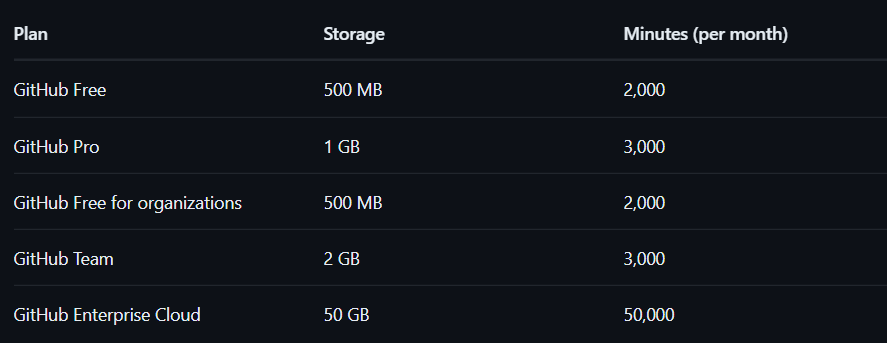 Plan Storage Minutes (per month)
GitHub Free 500 MB 2,000
GitHub Pro 1 GB 3,000
GitHub Free for organizations 500 MB 2,000
GitHub Team 2 GB 3,000
GitHub Enterprise Cloud 50 GB 50,000